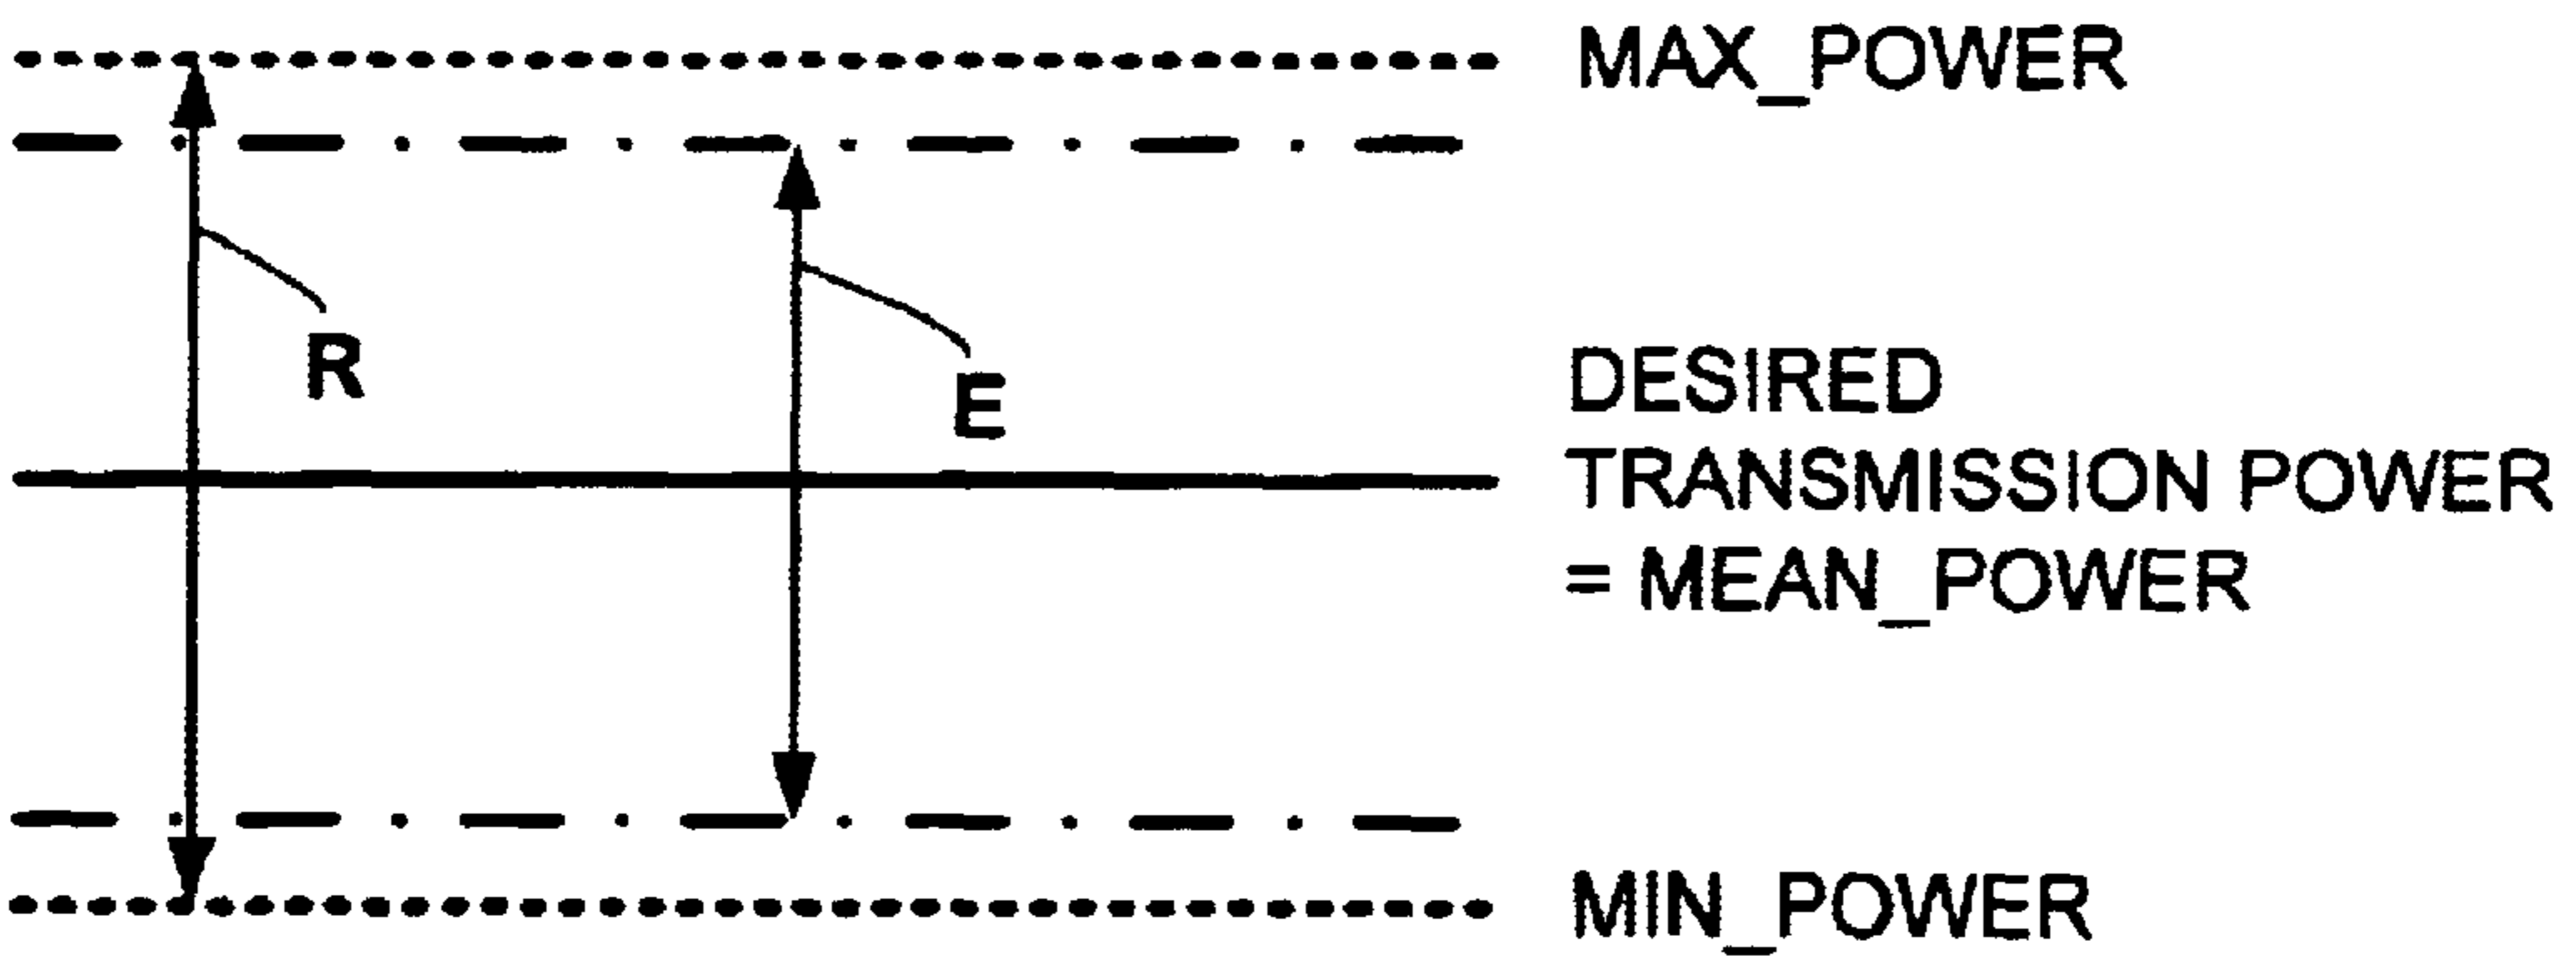 MAX_POWER
R
E
DESIRED
TRANSMISSION POWER
= MEAN_POWER
MIN_POWER